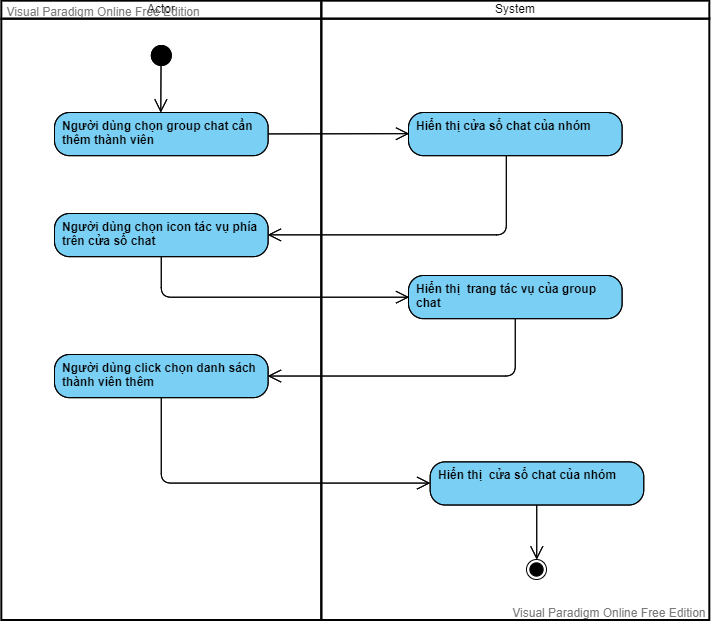 Visual Paradigm Online Free Edition
Actor
System
Người dùng chọn group chat cần
thêm thành viên
Hiển thị cửa sổ chat của nhóm
Người dùng chọn icon tác vụ phía
trên cửa sổ chat
Hiển thị  trang tác vụ của group
chat
Người dùng click chọn danh sách
thành viên thêm
Hiển thị  cửa sổ chat của nhóm
Visual Paradigm Online Free Edition